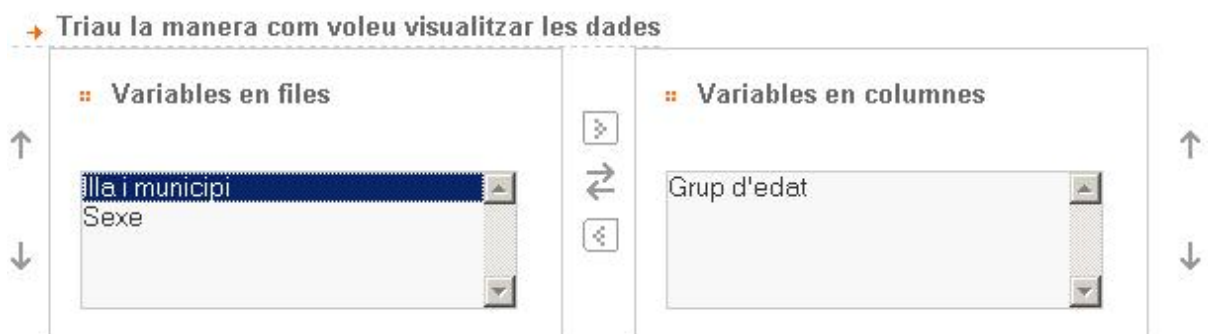 Triau la manera com voleu visualitzar les dades
Variables en files
Illa i municipi
Sexe
Variables en columnes
Grup d'edat